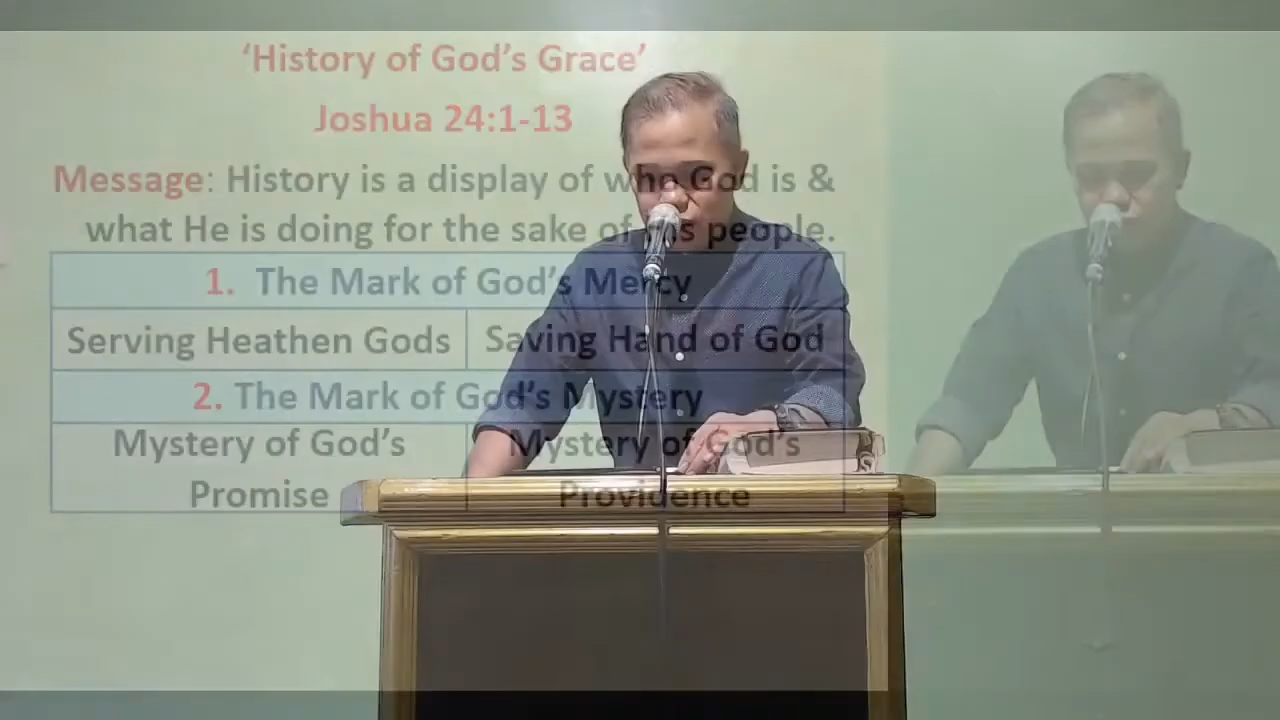 ‘History of God’s Grace’
Joshua 24:1-13
Message: History is a display of who God is &
what He is doing for the sake of His people.
1. The Mark of God’s Mercy
Serving Heathen Gods Saving Hand of God
2. The Mark of God’s Mystery
Mystery of God’s Mystery of God’s
Promise Providence